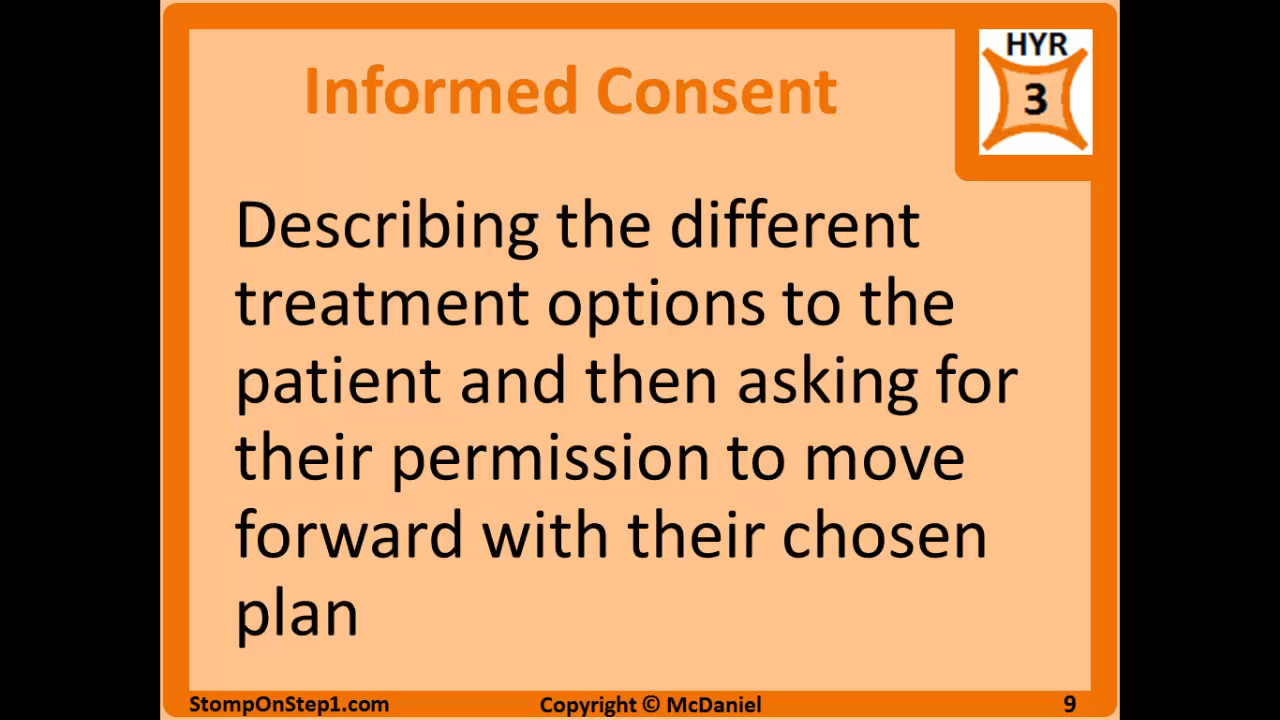 Informed Consent
HYR
3
Describing the different
treatment options to the
patient and then asking for
their permission to move
forward with their chosen
plan
StompOnStep1.com
Copyright © McDaniel
9